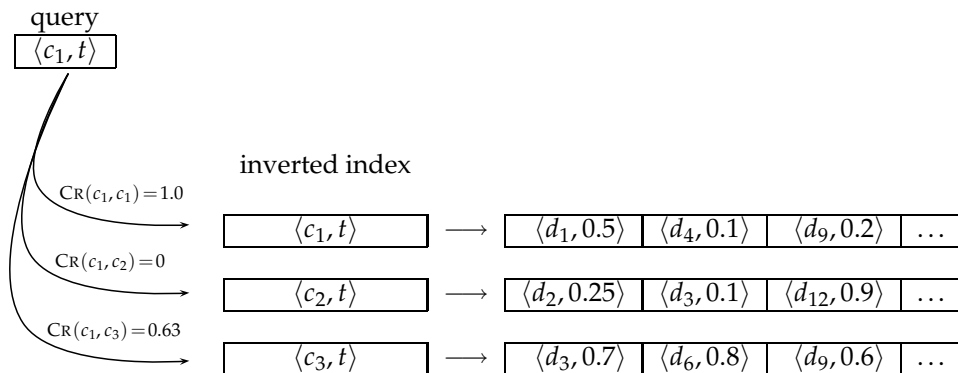 query
⟨c₁, t⟩
inverted index
CR(c₁, c₁) = 1.0
⟨c₁, t⟩ ⟶ ⟨d₁, 0.5⟩ ⟨d₄, 0.1⟩ ⟨d₉, 0.2⟩ …
CR(c₁, c₂) = 0
⟨c₂, t⟩ ⟶ ⟨d₂, 0.25⟩ ⟨d₃, 0.1⟩ ⟨d₁₂, 0.9⟩ …
CR(c₁, c₃) = 0.63
⟨c₃, t⟩ ⟶ ⟨d₃, 0.7⟩ ⟨d₆, 0.8⟩ ⟨d₉, 0.6⟩ …